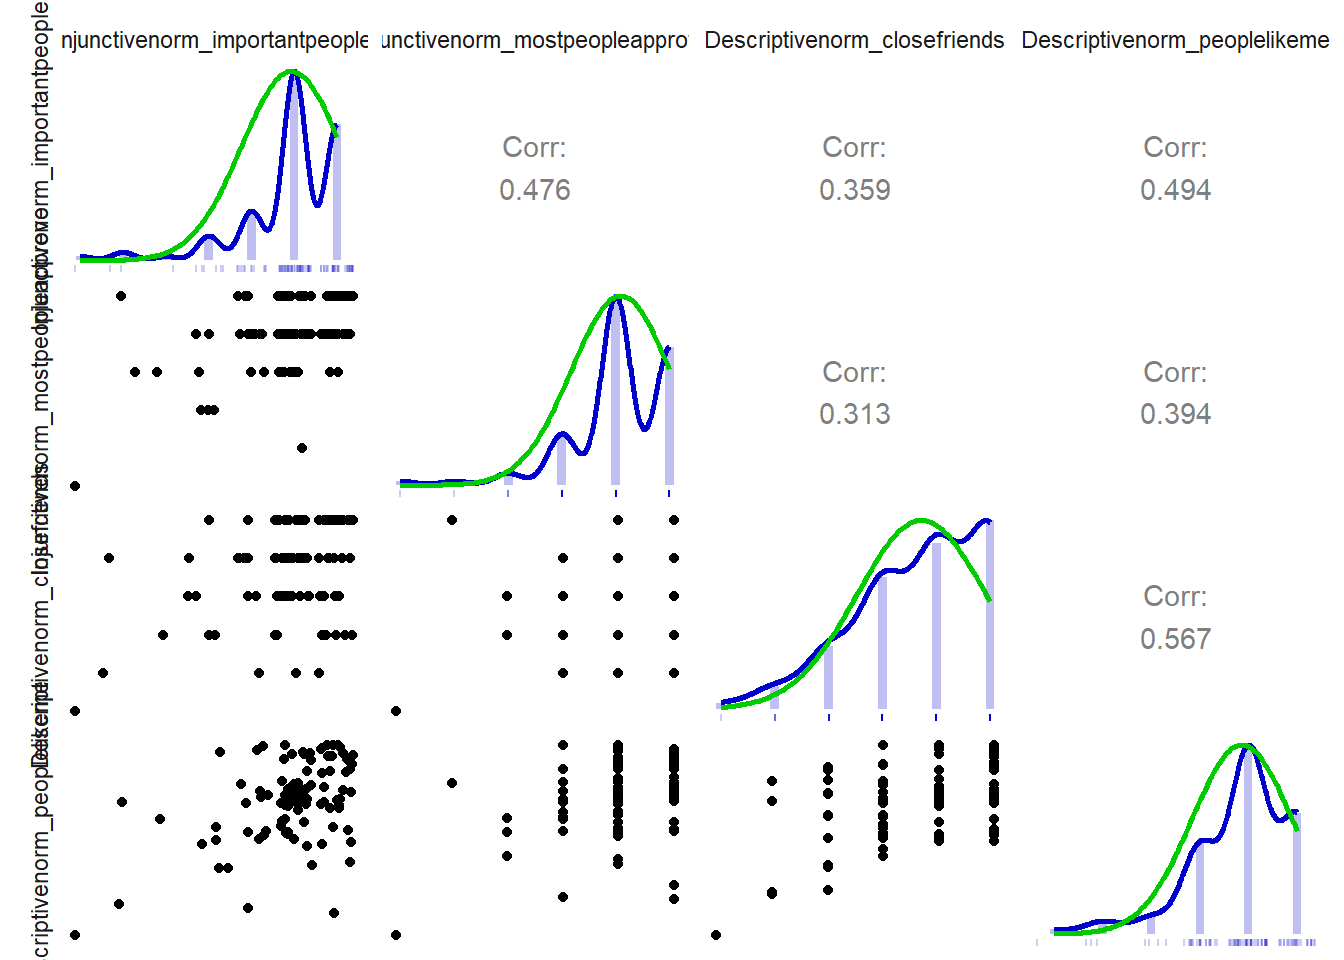 njunctivenorm_importantpeople
unctivenorm_mostpeopleappro
Descriptivenorm_closefriends
Descriptivenorm_peoplelikeme
Corr:
0.476
Corr:
0.359
Corr:
0.494
Corr:
0.313
Corr:
0.394
Corr:
0.567